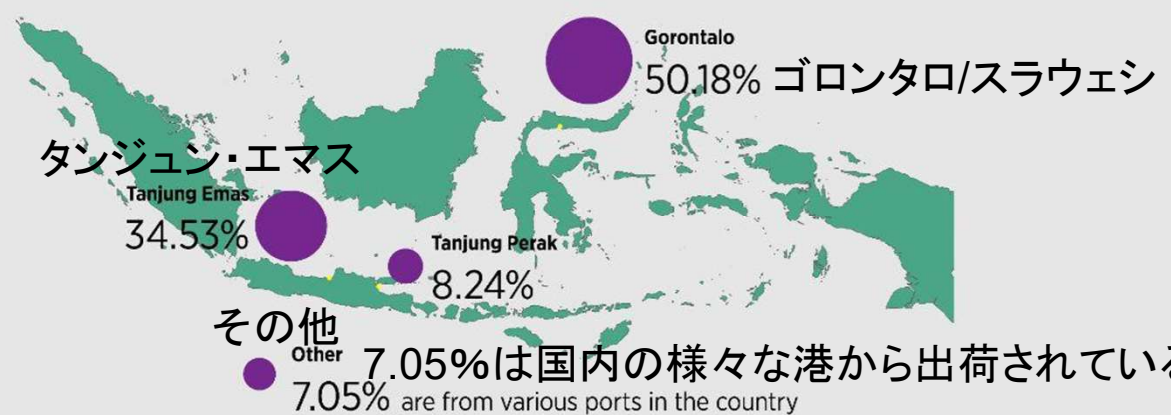 Gorontalo
50.18% ゴロンタロ/スラウェシ
タンジュン・エマス
Tanjung Emas
34.53%
Tanjung Perak
8.24%
その他
Other 7.05%は国内の様々な港から出荷されている
7.05% are from various ports in the country